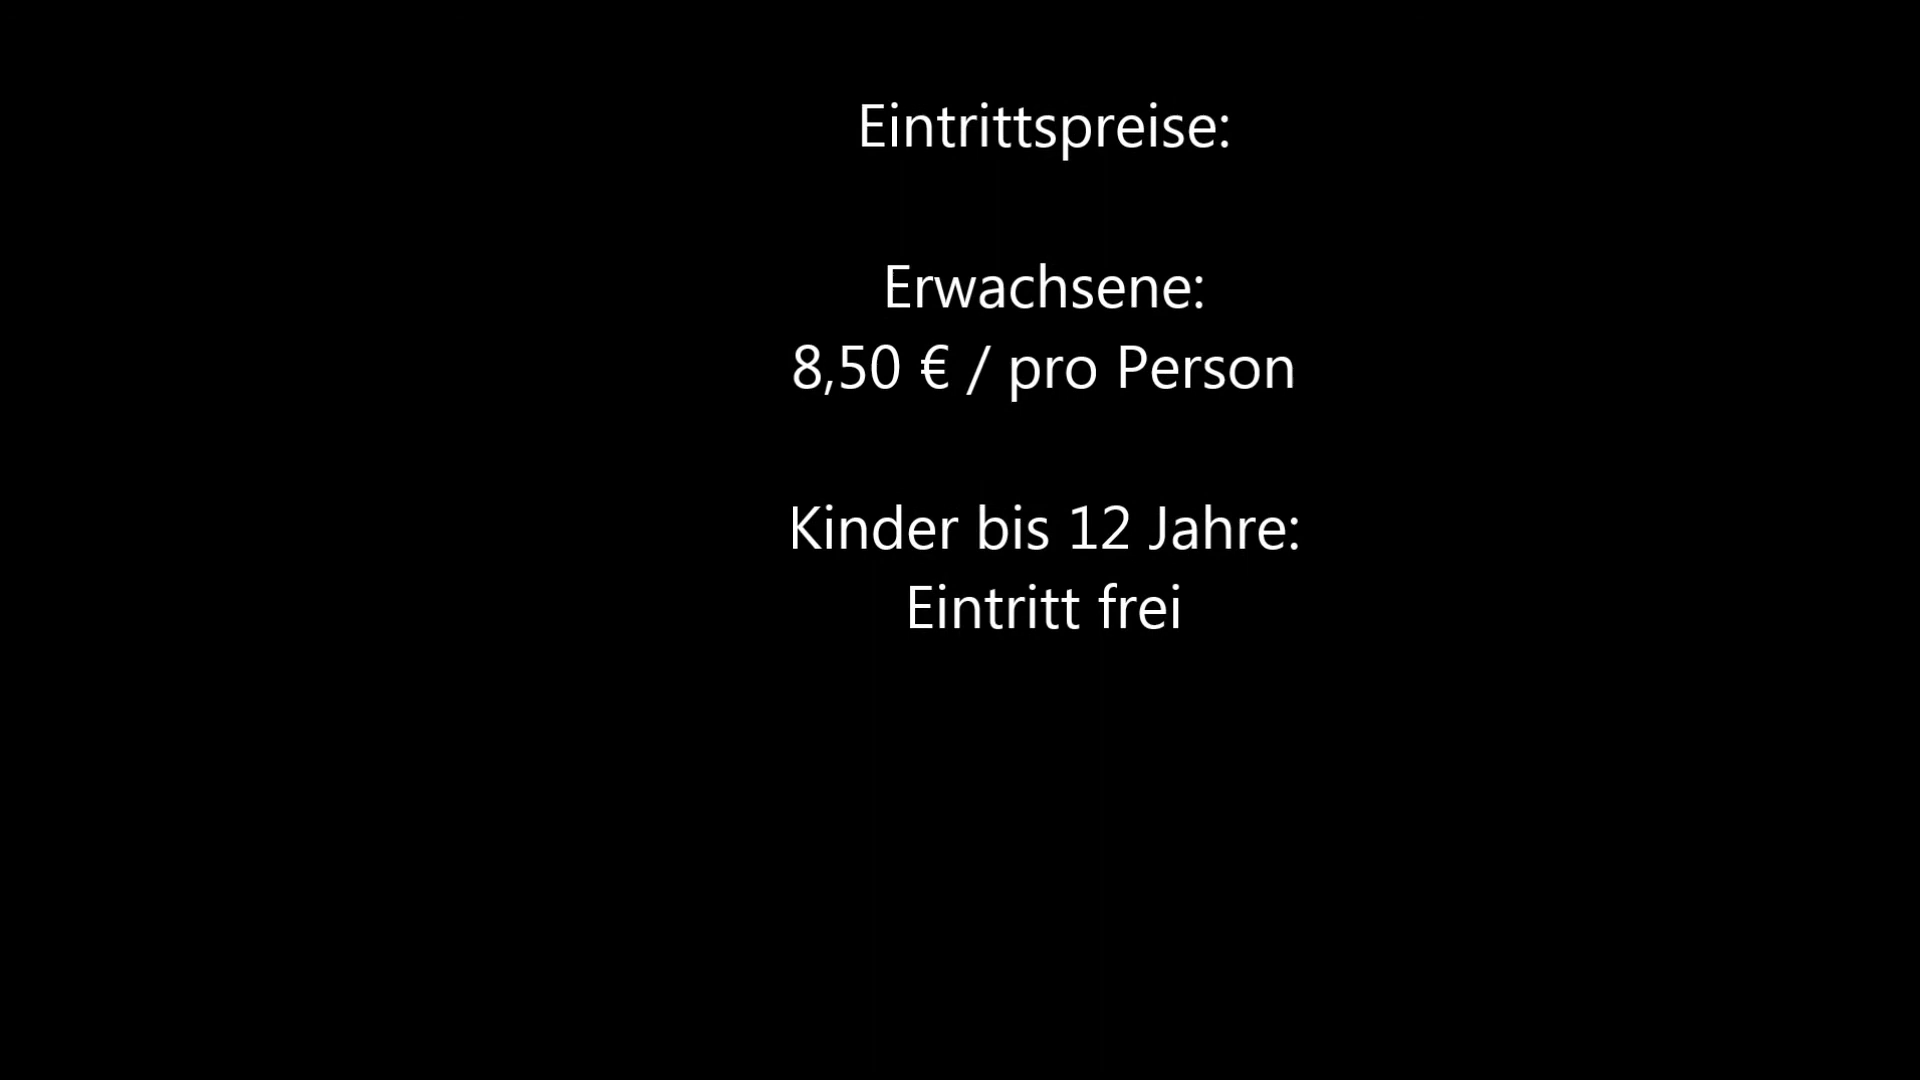 Eintrittspreise:
Erwachsene:
8,50 € / pro Person
Kinder bis 12 Jahre:
Eintritt frei